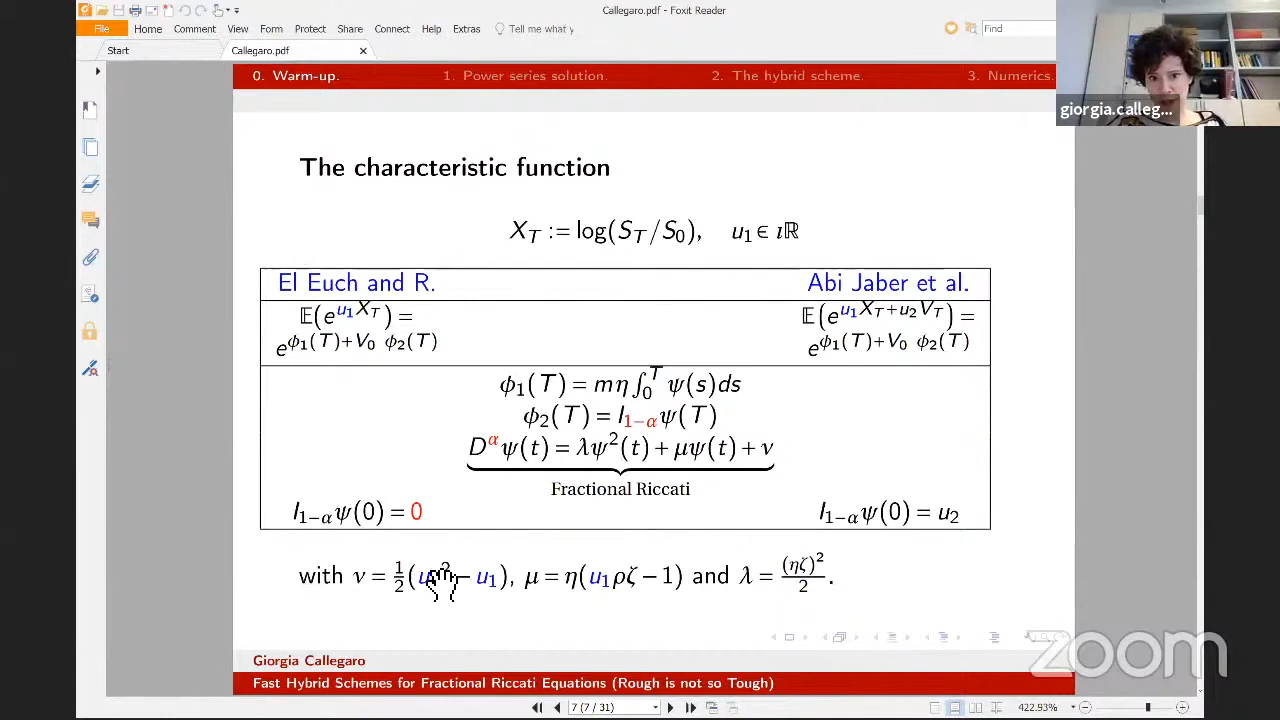 Callegaro.pdf - Foxit Reader
File Home Comment View Form Protect Share Connect Help Extras Tell me what y Find
Start Callegaro.pdf
0. Warm-up. 1. Power series solution. 2. The hybrid scheme. 3. Numerics.
giorgia.calleg...
The characteristic function
X_T := log(S_T/S_0), u_1 ∈ ıℝ
El Euch and R. Abi Jaber et al.
𝔼(e^{u_1 X_T}) = 𝔼(e^{u_1 X_T + u_2 V_T}) =
e^{ϕ_1(T)+V_0 ϕ_2(T)} e^{ϕ_1(T)+V_0 ϕ_2(T)}
ϕ_1(T) = mη ∫_0^T ψ(s)ds
ϕ_2(T) = I_{1−α}ψ(T)
D^α ψ(t) = λψ^2(t) + μψ(t) + ν
Fractional Riccati
I_{1−α}ψ(0) = 0 I_{1−α}ψ(0) = u_2
with ν = 1/2(u^2 − u_1), μ = η(u_1ρζ − 1) and λ = (ηζ)^2/2.
zoom
Giorgia Callegaro
Fast Hybrid Schemes for Fractional Riccati Equations (Rough is not so Tough)
7 (7 / 31) 422.93%